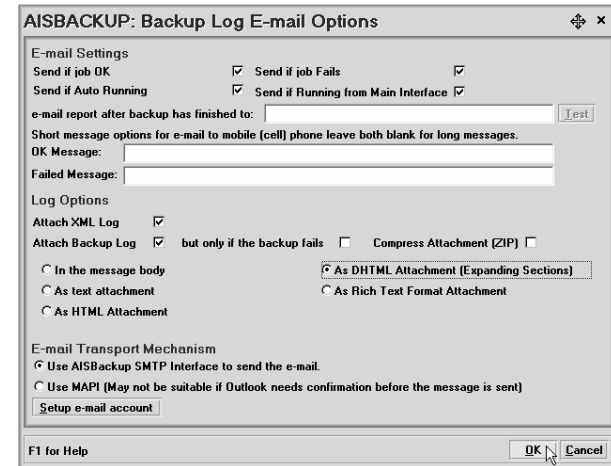 AISBACKUP: Backup Log E-mail Options
E-mail Settings
Send if job OK Send if job Fails
Send if Auto Running Send if Running from Main Interface
e-mail report after backup has finished to: Test
Short message options for e-mail to mobile (cell) phone leave both blank for long messages.
OK Message:
Failed Message:
Log Options
Attach XML Log
Attach Backup Log but only if the backup fails Compress Attachment (ZIP)
In the message body As DHTML Attachment (Expanding Sections)
As text attachment As Rich Text Format Attachment
As HTML Attachment
E-mail Transport Mechanism
Use AISBackup SMTP Interface to send the e-mail.
Use MAPI (May not be suitable if Outlook needs confirmation before the message is sent)
Setup e-mail account
F1 for Help OK Cancel